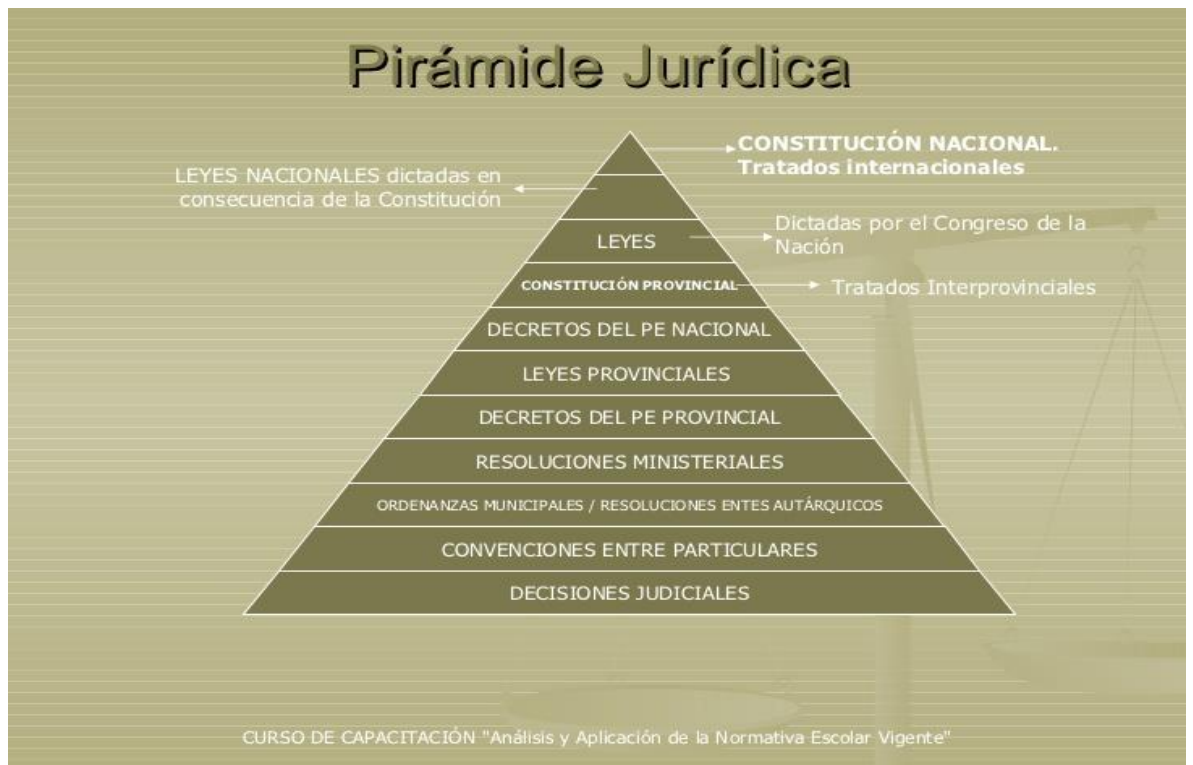 Pirámide Jurídica
CONSTITUCIÓN NACIONAL.
Tratados internacionales
LEYES NACIONALES dictadas en
consecuencia de la Constitución
LEYES
Dictadas por el Congreso de la
Nación
CONSTITUCIÓN PROVINCIAL
Tratados Interprovinciales
DECRETOS DEL PE NACIONAL
LEYES PROVINCIALES
DECRETOS DEL PE PROVINCIAL
RESOLUCIONES MINISTERIALES
ORDENANZAS MUNICIPALES / RESOLUCIONES ENTES AUTÁRQUICOS
CONVENCIONES ENTRE PARTICULARES
DECISIONES JUDICIALES
CURSO DE CAPACITACIÓN "Análisis y Aplicación de la Normativa Escolar Vigente"